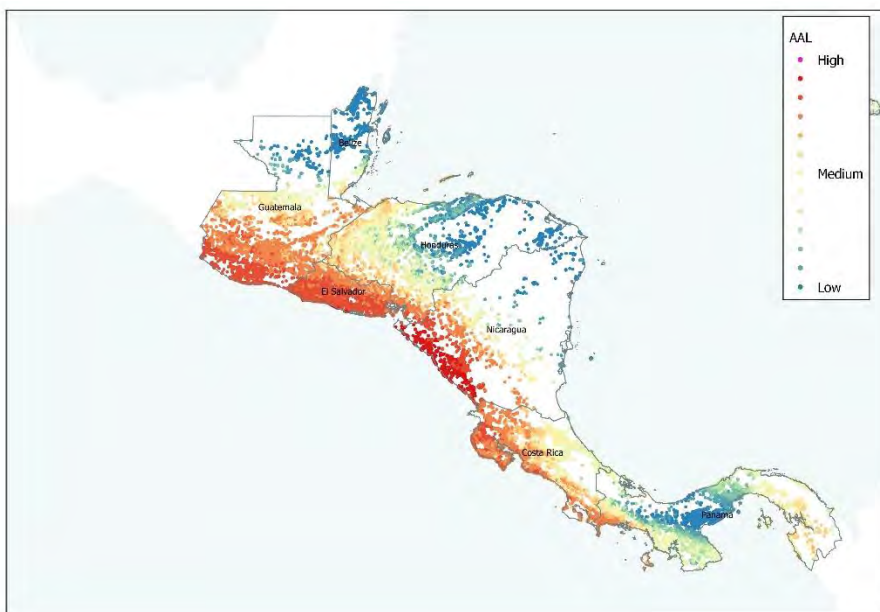 AAL
High
Medium
Low
Belize
Guatemala
Honduras
El Salvador
Nicaragua
Costa Rica
Panama